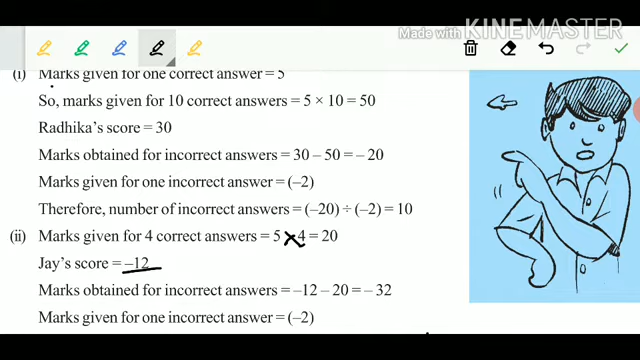 Made with KINEMASTER
(i) Marks given for one correct answer = 5
So, marks given for 10 correct answers = 5 × 10 = 50
Radhika's score = 30
Marks obtained for incorrect answers = 30 – 50 = – 20
Marks given for one incorrect answer = (–2)
Therefore, number of incorrect answers = (–20) ÷ (–2) = 10
(ii) Marks given for 4 correct answers = 5 × 4 = 20
Jay's score = –12
Marks obtained for incorrect answers = –12 – 20 = – 32
Marks given for one incorrect answer = (–2)